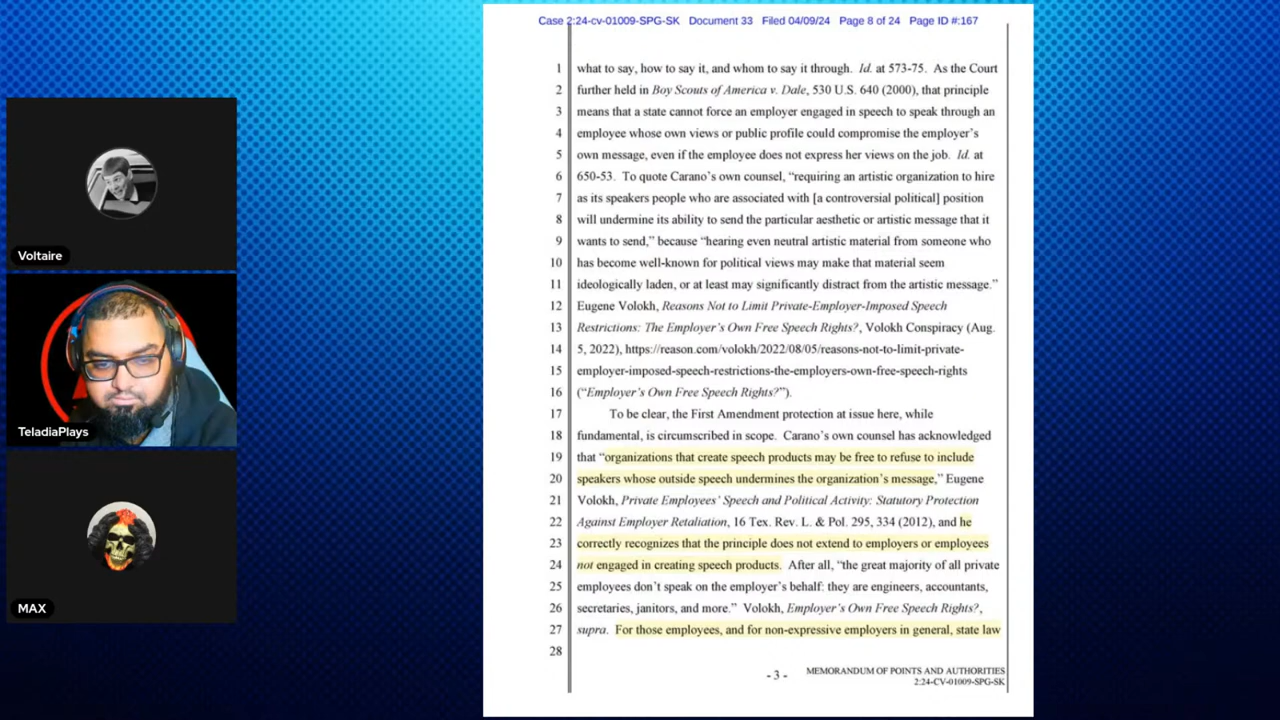 Case 2:24-cv-01009-SPG-SK Document 33 Filed 04/09/24 Page 8 of 24 Page ID #:167
1 what to say, how to say it, and whom to say it through. Id. at 573-75. As the Court
2 further held in Boy Scouts of America v. Dale, 530 U.S. 640 (2000), that principle
3 means that a state cannot force an employer engaged in speech to speak through an
4 employee whose own views or public profile could compromise the employer's
5 own message, even if the employee does not express her views on the job. Id. at
6 650-53. To quote Carano's own counsel, “requiring an artistic organization to hire
7 as its speakers people who are associated with [a controversial political] position
8 will undermine its ability to send the particular aesthetic or artistic message that it
9 wants to send,” because “hearing even neutral artistic material from someone who
10 has become well-known for political views may make that material seem
11 ideologically laden, or at least may significantly distract from the artistic message.”
12 Eugene Volokh, Reasons Not to Limit Private-Employer-Imposed Speech
13 Restrictions: The Employer's Own Free Speech Rights?, Volokh Conspiracy (Aug.
14 5, 2022), https://reason.com/volokh/2022/08/05/reasons-not-to-limit-private-
15 employer-imposed-speech-restrictions-the-employers-own-free-speech-rights
16 (“Employer's Own Free Speech Rights?”).
17 To be clear, the First Amendment protection at issue here, while
18 fundamental, is circumscribed in scope. Carano's own counsel has acknowledged
19 that “organizations that create speech products may be free to refuse to include
20 speakers whose outside speech undermines the organization's message,” Eugene
21 Volokh, Private Employees' Speech and Political Activity: Statutory Protection
22 Against Employer Retaliation, 16 Tex. Rev. L. & Pol. 295, 334 (2012), and he
23 correctly recognizes that the principle does not extend to employers or employees
24 not engaged in creating speech products. After all, “the great majority of all private
25 employees don't speak on the employer's behalf: they are engineers, accountants,
26 secretaries, janitors, and more.” Volokh, Employer's Own Free Speech Rights?,
27 supra. For those employees, and for non-expressive employers in general, state law
28
- 3 -
MEMORANDUM OF POINTS AND AUTHORITIES
2:24-CV-01009-SPG-SK
Voltaire
TeladiaPlays
MAX